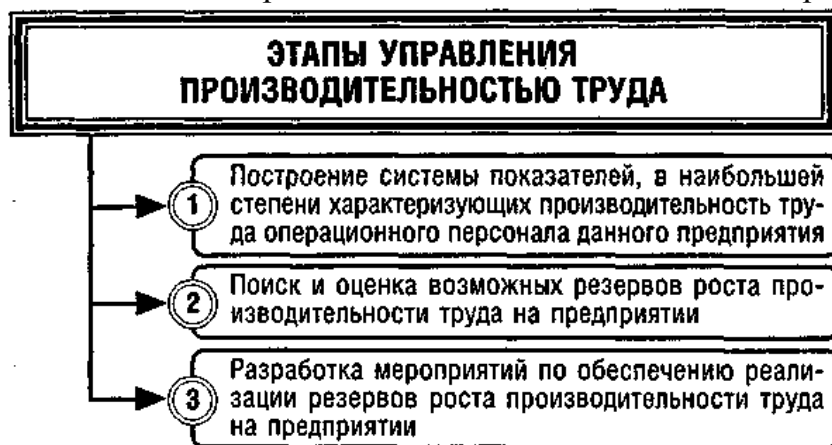 ЭТАПЫ УПРАВЛЕНИЯ
ПРОИЗВОДИТЕЛЬНОСТЬЮ ТРУДА
1
Построение системы показателей, в наибольшей
степени характеризующих производительность тру-
да операционного персонала данного предприятия
2
Поиск и оценка возможных резервов роста про-
изводительности труда на предприятии
3
Разработка мероприятий по обеспечению реали-
зации резервов роста производительности труда
на предприятии